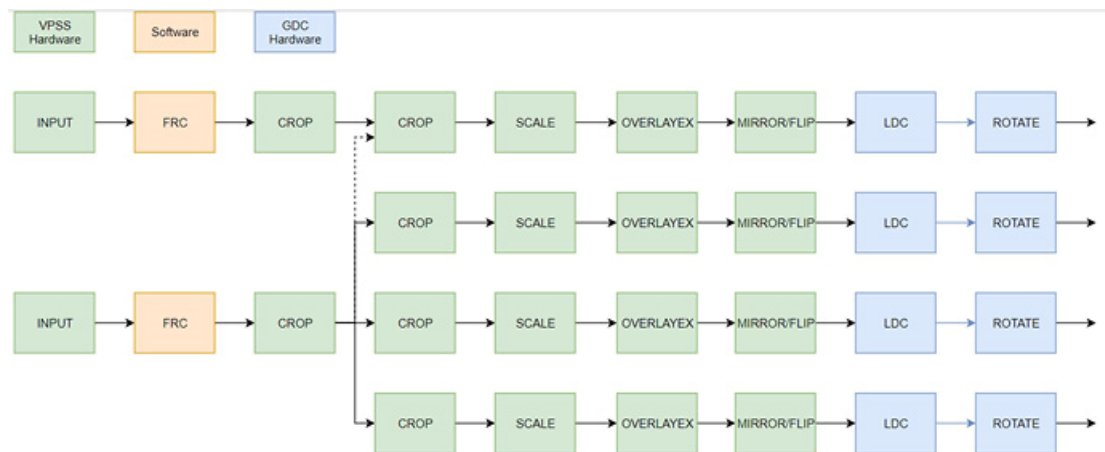 VPSS
Hardware
Software
GDC
Hardware
INPUT
FRC
CROP
CROP
SCALE
OVERLAYEX
MIRROR/FLIP
LDC
ROTATE
CROP
SCALE
OVERLAYEX
MIRROR/FLIP
LDC
ROTATE
INPUT
FRC
CROP
CROP
SCALE
OVERLAYEX
MIRROR/FLIP
LDC
ROTATE
CROP
SCALE
OVERLAYEX
MIRROR/FLIP
LDC
ROTATE